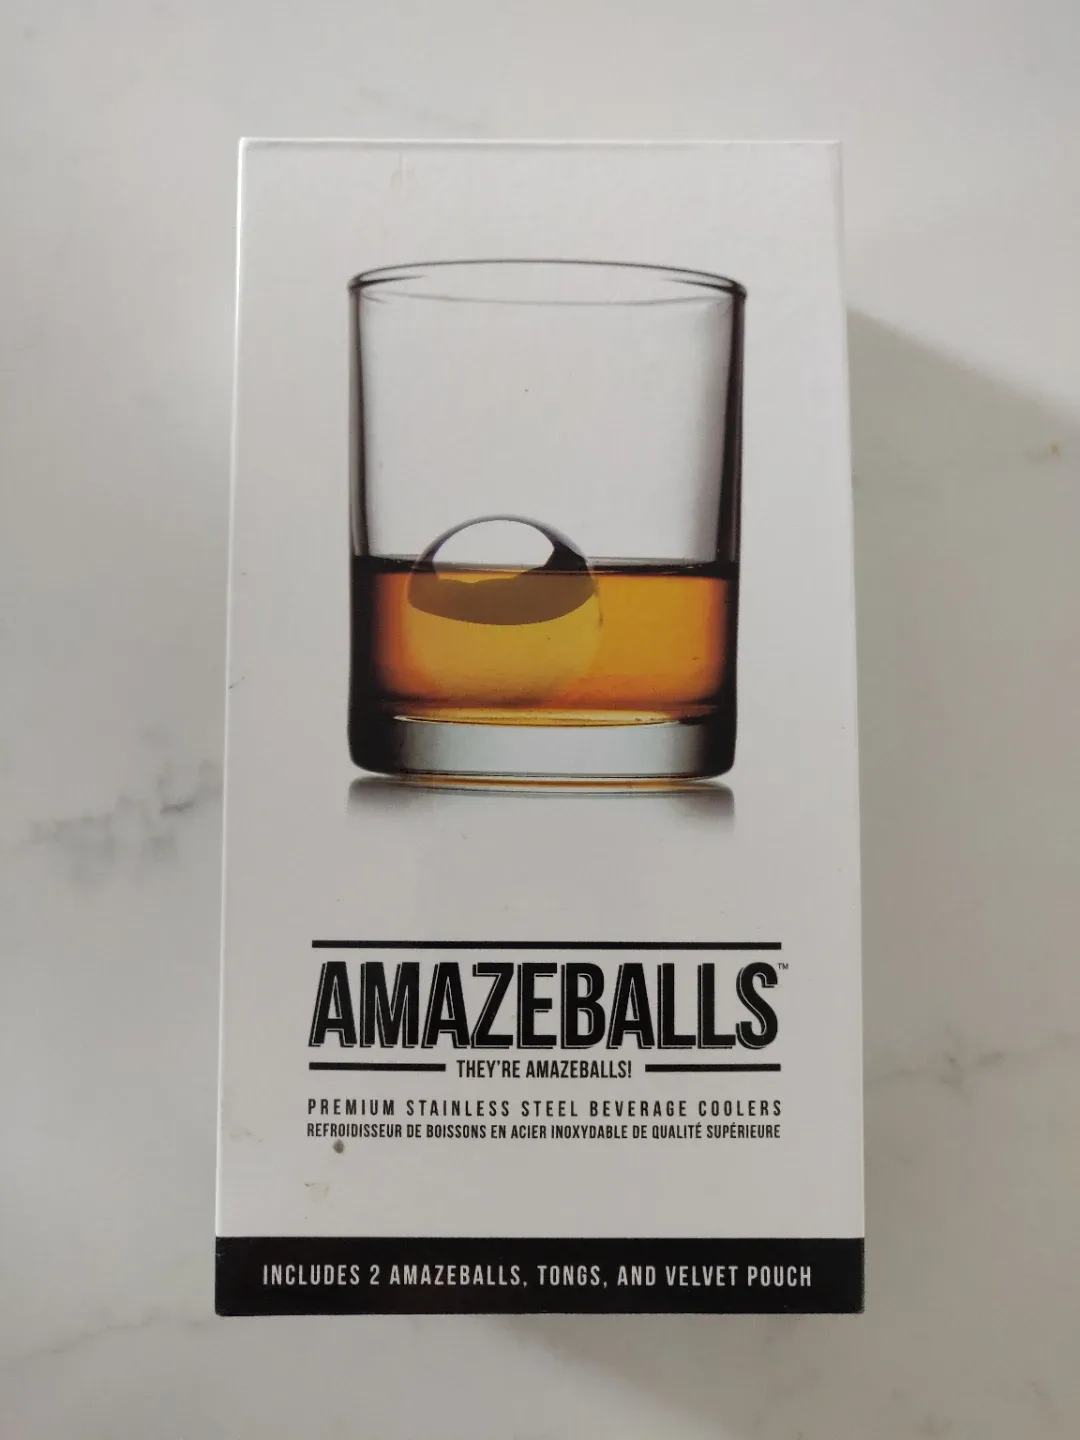 AMAZEBALLS™
THEY'RE AMAZEBALLS!
PREMIUM STAINLESS STEEL BEVERAGE COOLERS
REFROIDISSEUR DE BOISSONS EN ACIER INOXYDABLE DE QUALITÉ SUPÉRIEURE
INCLUDES 2 AMAZEBALLS, TONGS, AND VELVET POUCH